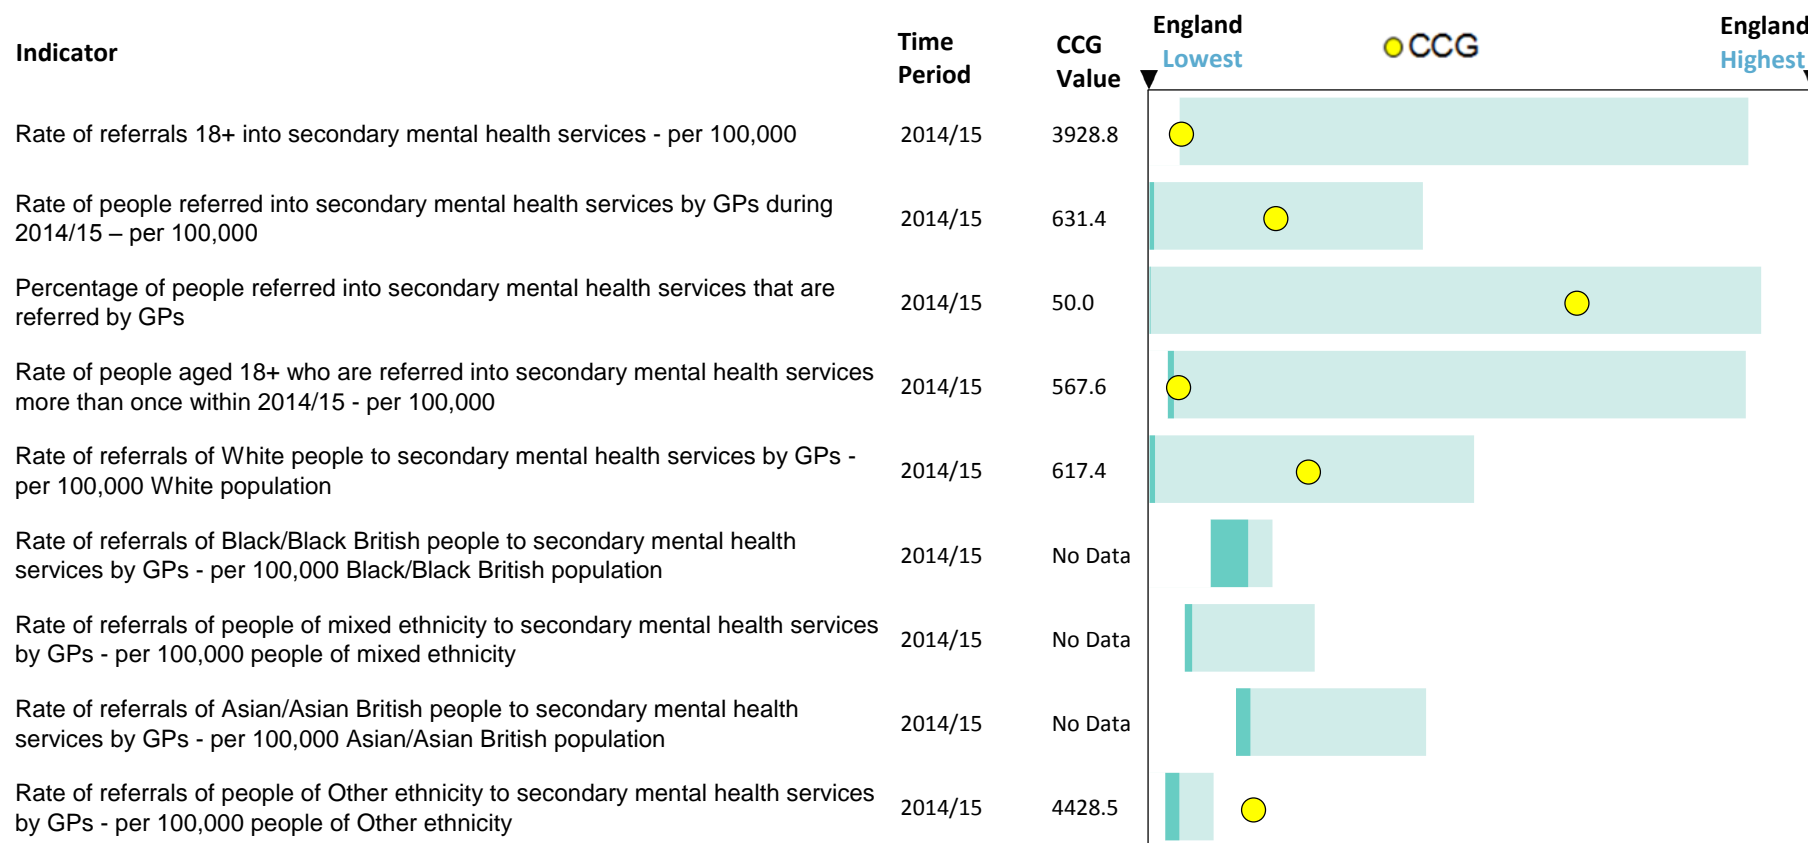 Indicator
Time
Period
CCG
Value
England
Lowest
CCG
England
Highest
Rate of referrals 18+ into secondary mental health services - per 100,000
2014/15
3928.8
Rate of people referred into secondary mental health services by GPs during
2014/15 – per 100,000
2014/15
631.4
Percentage of people referred into secondary mental health services that are
referred by GPs
2014/15
50.0
Rate of people aged 18+ who are referred into secondary mental health services
more than once within 2014/15 - per 100,000
2014/15
567.6
Rate of referrals of White people to secondary mental health services by GPs -
per 100,000 White population
2014/15
617.4
Rate of referrals of Black/Black British people to secondary mental health
services by GPs - per 100,000 Black/Black British population
2014/15
No Data
Rate of referrals of people of mixed ethnicity to secondary mental health services
by GPs - per 100,000 people of mixed ethnicity
2014/15
No Data
Rate of referrals of Asian/Asian British people to secondary mental health
services by GPs - per 100,000 Asian/Asian British population
2014/15
No Data
Rate of referrals of people of Other ethnicity to secondary mental health services
by GPs - per 100,000 people of Other ethnicity
2014/15
4428.5